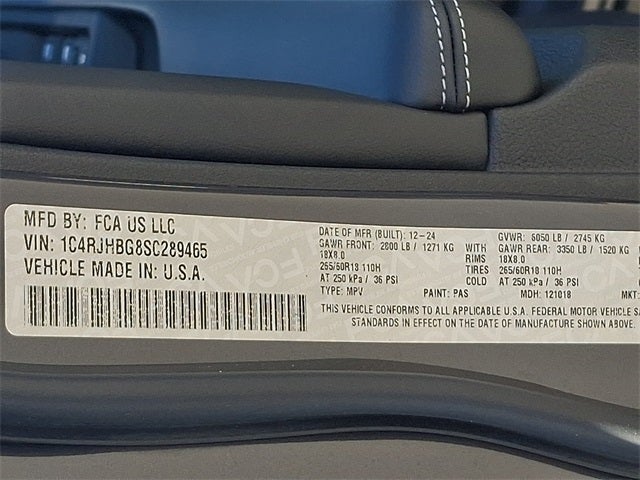 MFD BY: FCA US LLC
VIN: 1C4RJHBG8SC289465
VEHICLE MADE IN: U.S.A.
DATE OF MFR (BUILT): 12-24 GVWR: 6050 LB / 2745 KG
GAWR FRONT: 2800 LB / 1271 KG WITH GAWR REAR: 3350 LB / 1520 KG
18X8.0 RIMS 18X8.0
265/60R18 110H TIRES 265/60R18 110H
AT 250 kPa / 36 PSI COLD AT 250 kPa / 36 PSI
TYPE: MPV PAINT: PAS MDH: 121018 MKT:
THIS VEHICLE CONFORMS TO ALL APPLICABLE U.S.A. FEDERAL MOTOR VEHICLE SA
STANDARDS IN EFFECT ON THE DATE OF MANUFACTURE SHOWN ABOVE.